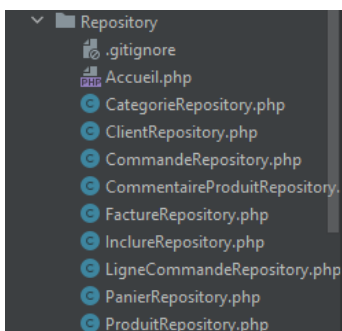 Repository
.gitignore
Accueil.php
CategorieRepository.php
ClientRepository.php
CommandeRepository.php
CommentaireProduitRepository.
FactureRepository.php
InclureRepository.php
LigneCommandeRepository.php
PanierRepository.php
ProduitRepository.php